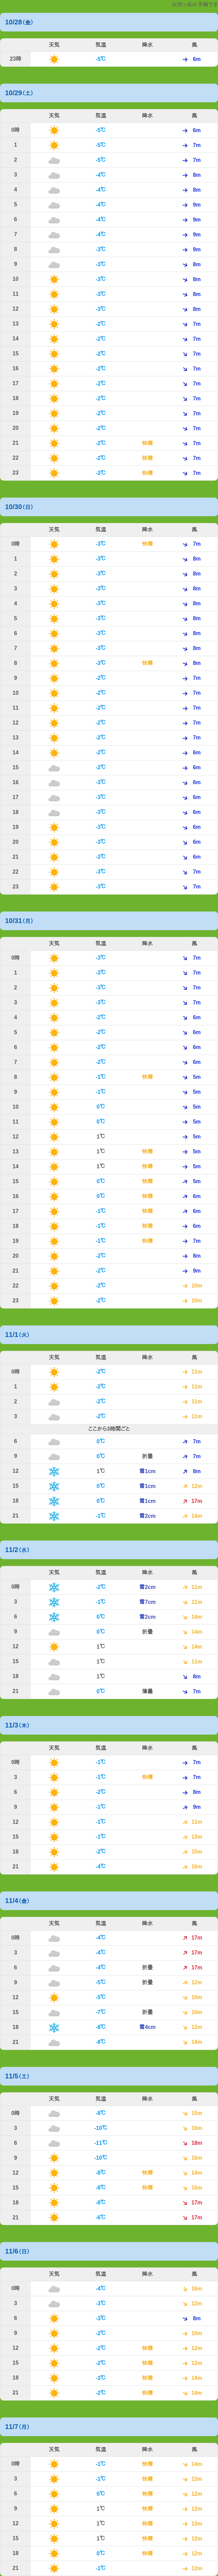 天気&風の予報です
10/28(金)
天気 気温 降水 風
23時 -5℃ 6m
10/29(土)
天気 気温 降水 風
0時 -5℃ 6m
1 -5℃ 7m
2 -5℃ 7m
3 -4℃ 8m
4 -4℃ 8m
5 -4℃ 9m
6 -4℃ 9m
7 -4℃ 9m
8 -3℃ 9m
9 -3℃ 8m
10 -3℃ 8m
11 -3℃ 8m
12 -3℃ 8m
13 -2℃ 7m
14 -2℃ 7m
15 -2℃ 7m
16 -2℃ 7m
17 -2℃ 7m
18 -2℃ 7m
19 -2℃ 7m
20 -2℃ 7m
21 -2℃ 快晴 7m
22 -2℃ 快晴 7m
23 -3℃ 快晴 7m
10/30(日)
天気 気温 降水 風
0時 -3℃ 快晴 7m
1 -3℃ 8m
2 -3℃ 8m
3 -3℃ 8m
4 -3℃ 8m
5 -3℃ 8m
6 -3℃ 8m
7 -3℃ 8m
8 -3℃ 快晴 8m
9 -2℃ 7m
10 -2℃ 7m
11 -2℃ 7m
12 -2℃ 7m
13 -2℃ 7m
14 -2℃ 6m
15 -2℃ 6m
16 -3℃ 6m
17 -3℃ 6m
18 -3℃ 6m
19 -3℃ 6m
20 -3℃ 6m
21 -3℃ 6m
22 -3℃ 7m
23 -3℃ 7m
10/31(月)
天気 気温 降水 風
0時 -3℃ 7m
1 -3℃ 7m
2 -3℃ 7m
3 -3℃ 7m
4 -2℃ 6m
5 -2℃ 6m
6 -2℃ 6m
7 -2℃ 6m
8 -1℃ 快晴 5m
9 -1℃ 5m
10 0℃ 5m
11 0℃ 5m
12 1℃ 5m
13 1℃ 快晴 5m
14 1℃ 快晴 5m
15 0℃ 快晴 5m
16 0℃ 快晴 6m
17 -1℃ 快晴 6m
18 -1℃ 快晴 6m
19 -1℃ 快晴 7m
20 -2℃ 8m
21 -2℃ 9m
22 -2℃ 10m
23 -2℃ 10m
11/1(火)
天気 気温 降水 風
0時 -2℃ 11m
1 -2℃ 11m
2 -2℃ 11m
3 -2℃ 11m
ここから3時間ごと
6 0℃ 7m
9 0℃ 折曇 7m
12 1℃ 雪1cm 8m
15 0℃ 雪1cm 12m
18 0℃ 雪1cm 17m
21 -1℃ 雪2cm 14m
11/2(水)
天気 気温 降水 風
0時 -2℃ 雪2cm 11m
3 -1℃ 雪7cm 11m
6 0℃ 雪2cm 14m
9 0℃ 折曇 14m
12 1℃ 14m
15 1℃ 11m
18 1℃ 8m
21 0℃ 薄曇 7m
11/3(木)
天気 気温 降水 風
0時 -1℃ 7m
3 -1℃ 快晴 7m
6 -2℃ 8m
9 -1℃ 9m
12 -1℃ 11m
15 -1℃ 13m
18 -2℃ 15m
21 -4℃ 16m
11/4(金)
天気 気温 降水 風
0時 -4℃ 17m
3 -4℃ 17m
6 -4℃ 折曇 17m
9 -5℃ 折曇 12m
12 -5℃ 10m
15 -7℃ 折曇 10m
18 -8℃ 雪4cm 12m
21 -8℃ 14m
11/5(土)
天気 気温 降水 風
0時 -8℃ 15m
3 -10℃ 16m
6 -11℃ 18m
9 -10℃ 16m
12 -8℃ 快晴 14m
15 -8℃ 快晴 16m
18 -8℃ 17m
21 -6℃ 17m
11/6(日)
天気 気温 降水 風
0時 -4℃ 16m
3 -3℃ 12m
6 -3℃ 8m
9 -2℃ 10m
12 -2℃ 快晴 12m
15 -2℃ 快晴 13m
18 -3℃ 快晴 14m
21 -2℃ 快晴 14m
11/7(月)
天気 気温 降水 風
0時 -1℃ 快晴 14m
3 -1℃ 快晴 13m
6 0℃ 快晴 12m
9 1℃ 快晴 12m
12 1℃ 快晴 13m
15 1℃ 快晴 12m
18 0℃ 快晴 12m
21 -1℃ 12m